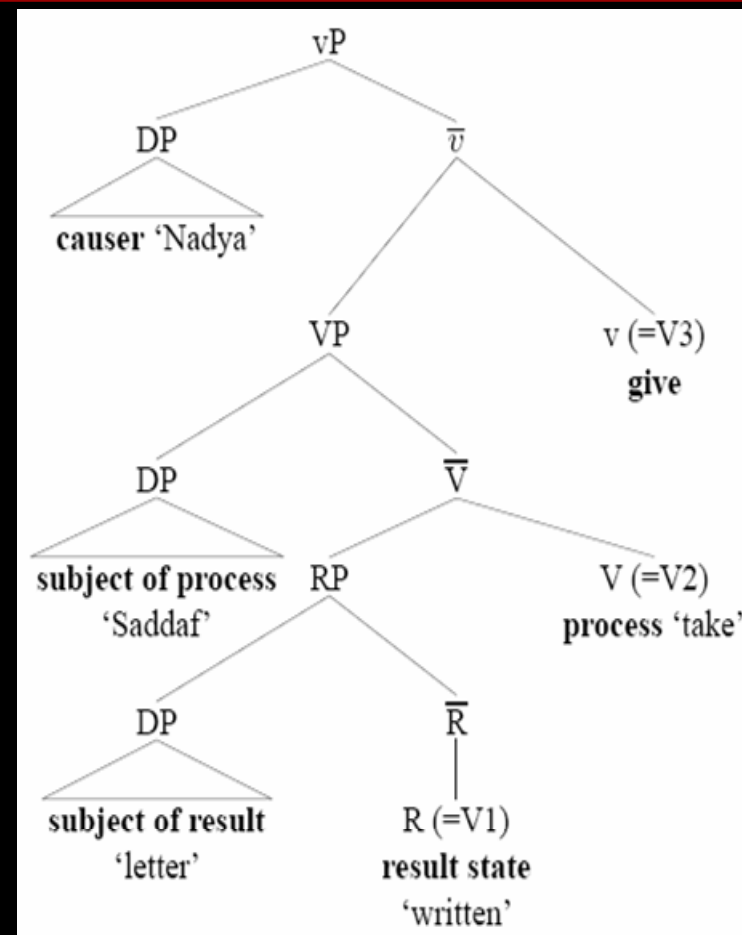 vP
DP v̅
causer ‘Nadya’
VP v (=V3)
give
DP V̅
subject of process RP V (=V2)
‘Saddaf’ process ‘take’
DP R̅
subject of result R (=V1)
‘letter’ result state
‘written’